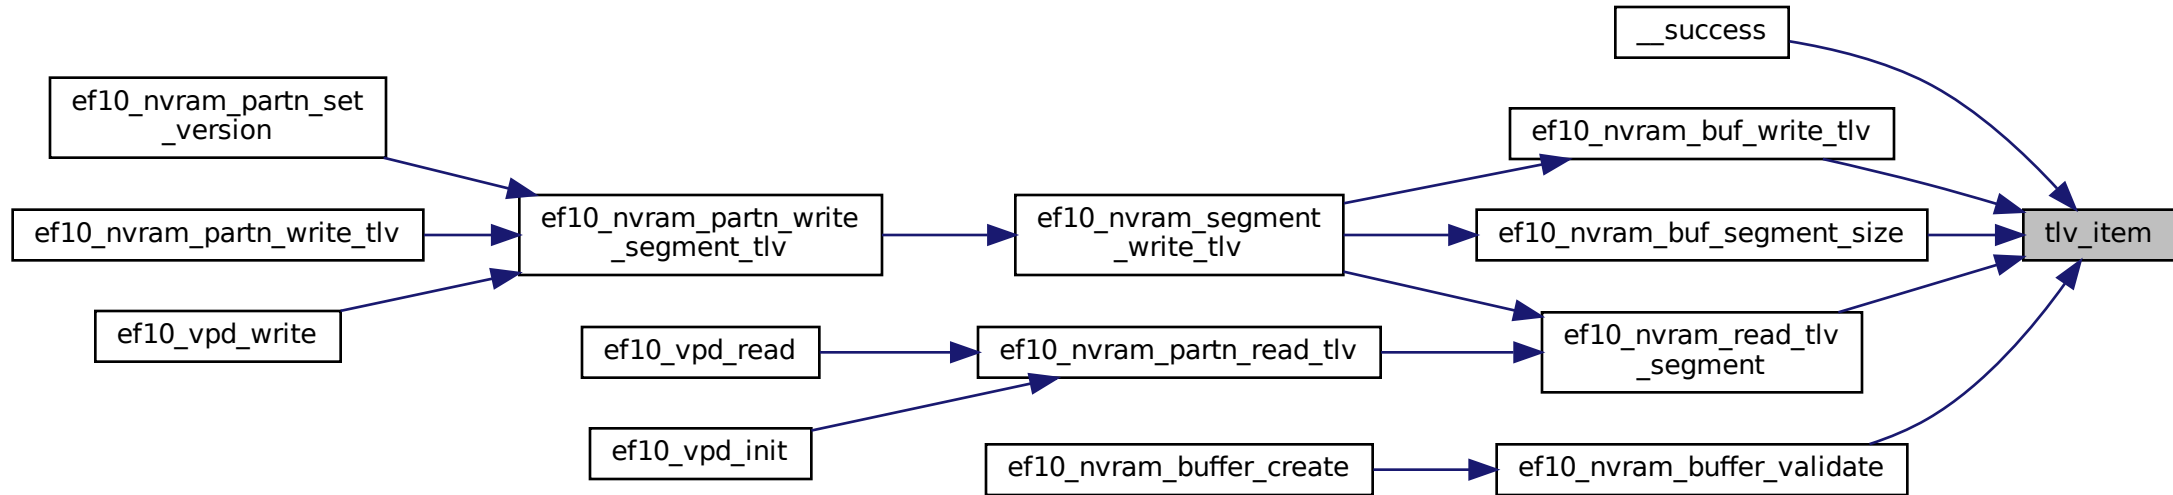 __success
ef10_nvram_partn_set
_version
ef10_nvram_buf_write_tlv
ef10_nvram_partn_write_tlv
ef10_nvram_partn_write
_segment_tlv
ef10_nvram_segment
_write_tlv
ef10_nvram_buf_segment_size
tlv_item
ef10_vpd_write
ef10_vpd_read
ef10_nvram_partn_read_tlv
ef10_nvram_read_tlv
_segment
ef10_vpd_init
ef10_nvram_buffer_create
ef10_nvram_buffer_validate